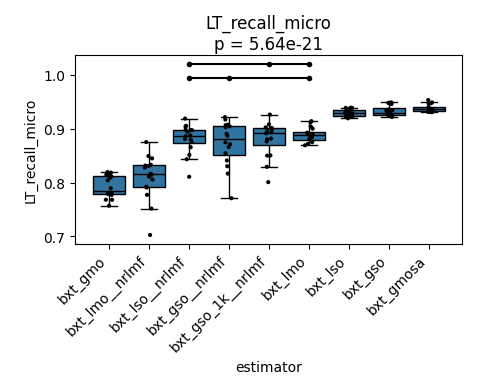 LT_recall_micro
p = 5.64e-21
LT_recall_micro
1.0
0.9
0.8
0.7
bxt_gmo
bxt_lmo__nrlmf
bxt_lso__nrlmf
bxt_gso__nrlmf
bxt_gso_1k__nrlmf
bxt_lmo
bxt_lso
bxt_gso
bxt_gmosa
estimator